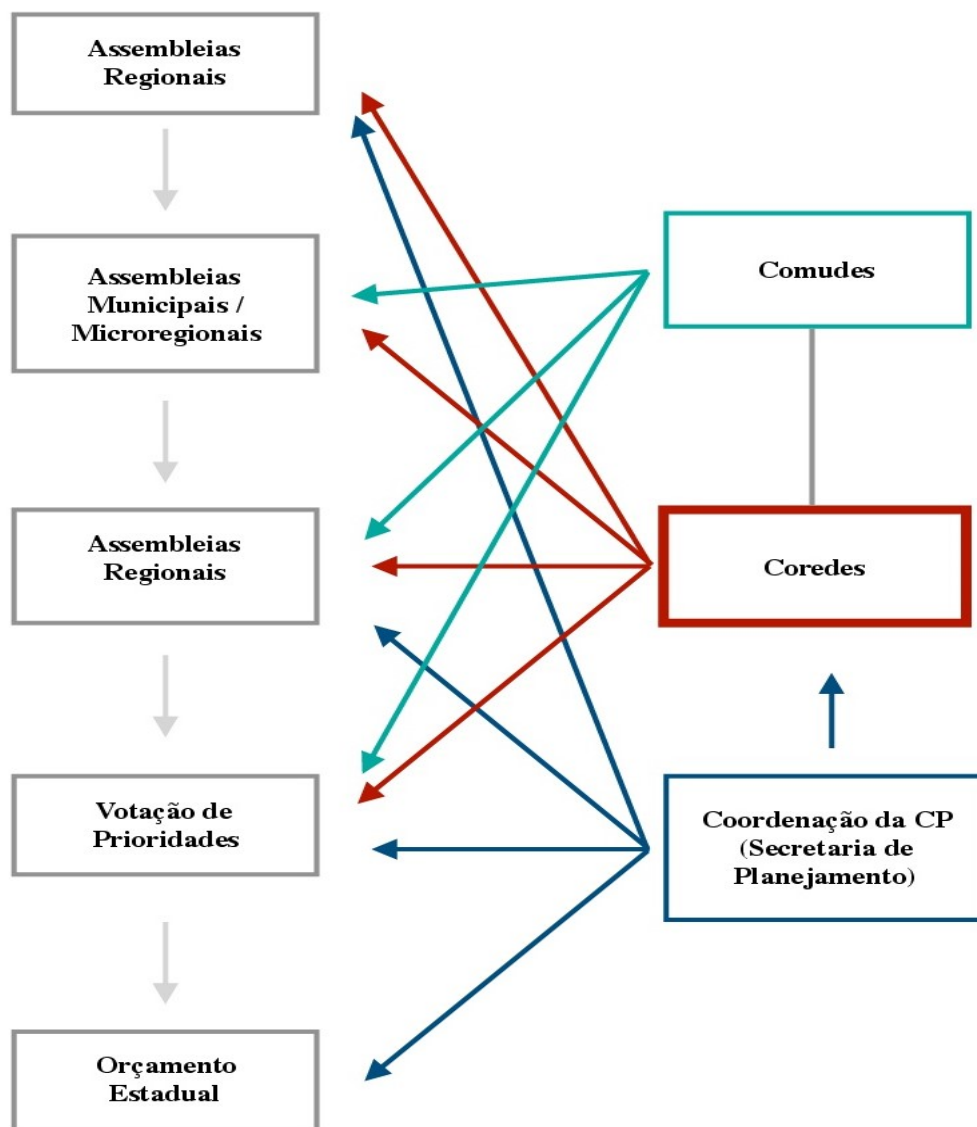 Assembleias
Regionais
Assembleias
Municipais /
Microregionais
Assembleias
Regionais
Votação de
Prioridades
Orçamento
Estadual
Comudes
Coredes
Coordenação da CP
(Secretaria de
Planejamento)